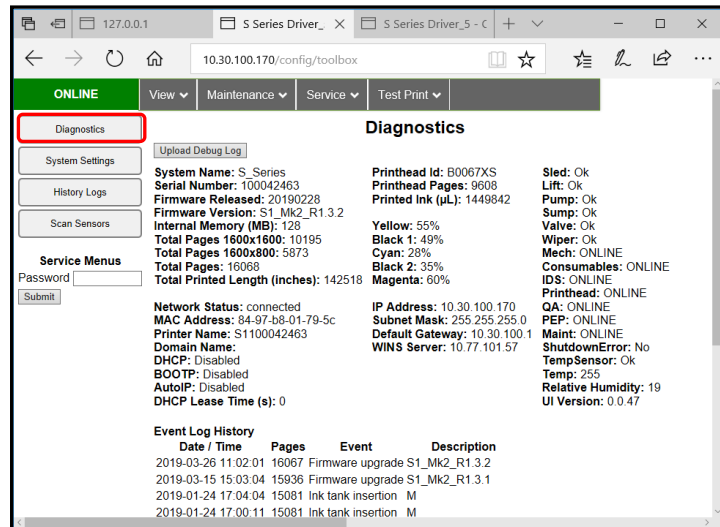 127.0.0.1
S Series Driver_
S Series Driver_5 - C
10.30.100.170/config/toolbox
ONLINE
View
Maintenance
Service
Test Print
Diagnostics
System Settings
History Logs
Scan Sensors
Service Menus
Password
Submit
Diagnostics
Upload Debug Log
System Name: S_Series
Serial Number: 100042463
Firmware Released: 20190228
Firmware Version: S1_Mk2_R1.3.2
Internal Memory (MB): 128
Total Pages 1600x1600: 10195
Total Pages 1600x800: 5873
Total Pages: 16068
Total Printed Length (inches): 142518
Printhead Id: B0067XS
Printhead Pages: 9608
Printed Ink (µL): 1449842
Yellow: 55%
Black 1: 49%
Cyan: 28%
Black 2: 35%
Magenta: 60%
Sled: Ok
Lift: Ok
Pump: Ok
Sump: Ok
Valve: Ok
Wiper: Ok
Mech: ONLINE
Consumables: ONLINE
IDS: ONLINE
Printhead: ONLINE
QA: ONLINE
PEP: ONLINE
Maint: ONLINE
ShutdownError: No
TempSensor: Ok
Temp: 255
Relative Humidity: 19
UI Version: 0.0.47
Network Status: connected
MAC Address: 84-97-b8-01-79-5c
Printer Name: S1100042463
Domain Name:
DHCP: Disabled
BOOTP: Disabled
AutoIP: Disabled
DHCP Lease Time (s): 0
IP Address: 10.30.100.170
Subnet Mask: 255.255.255.0
Default Gateway: 10.30.100.1
WINS Server: 10.77.101.57
Event Log History
Date / Time Pages Event Description
2019-03-26 11:02:01 16067 Firmware upgrade S1_Mk2_R1.3.2
2019-03-15 15:03:04 15936 Firmware upgrade S1_Mk2_R1.3.1
2019-01-24 17:04:04 15081 Ink tank insertion M
2019-01-24 17:00:11 15081 Ink tank insertion M